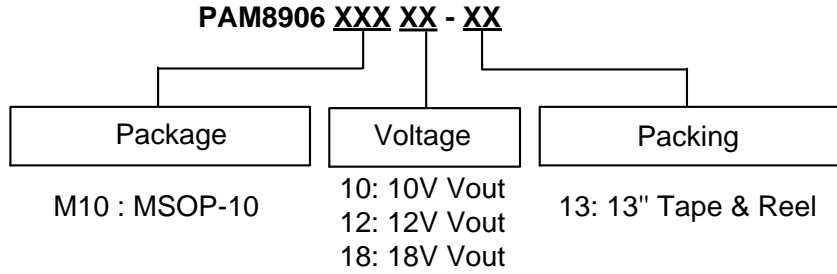 PAM8906 XXX XX - XX
Package
Voltage
Packing
M10 : MSOP-10
10: 10V Vout
12: 12V Vout
18: 18V Vout
13: 13" Tape & Reel